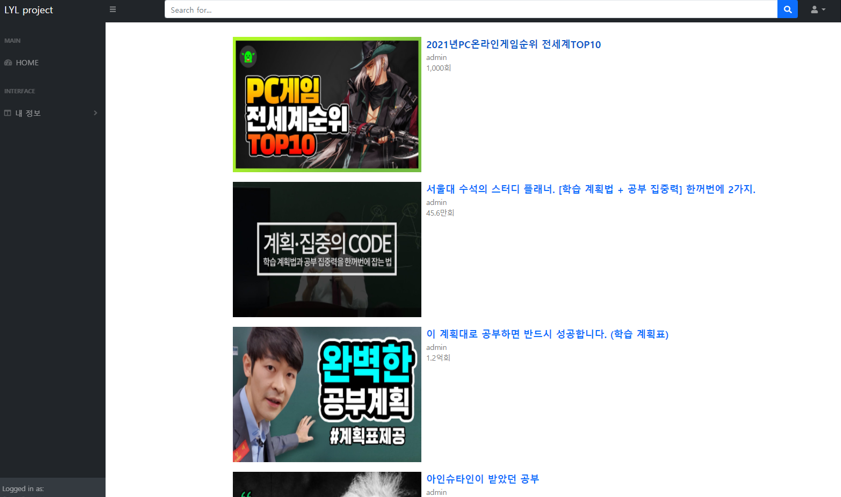 LYL project
Search for...
MAIN
HOME
INTERFACE
내 정보
Logged in as:
PC게임
전세계순위
TOP10
2021년PC온라인게임순위 전세계TOP10
admin
1,000회
계획·집중의 CODE
학습 계획법과 공부 집중력을 한꺼번에 잡는 법
서울대 수석의 스터디 플래너. [학습 계획법 + 공부 집중력] 한꺼번에 2가지.
admin
45.6만회
완벽한
공부계획
#계획표제공
이 계획대로 공부하면 반드시 성공합니다. (학습 계획표)
admin
1.2억회
아인슈타인이 받았던 공부
admin